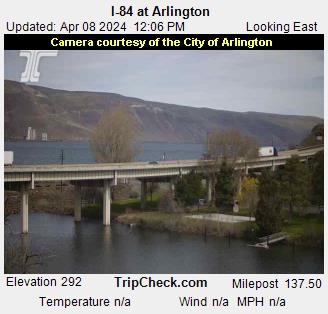 I-84 at Arlington
Updated: Apr 08 2024 12:06 PM Looking East
Camera courtesy of the City of Arlington
Elevation 292 TripCheck.com Milepost 137.50
Temperature n/a Wind n/a MPH n/a